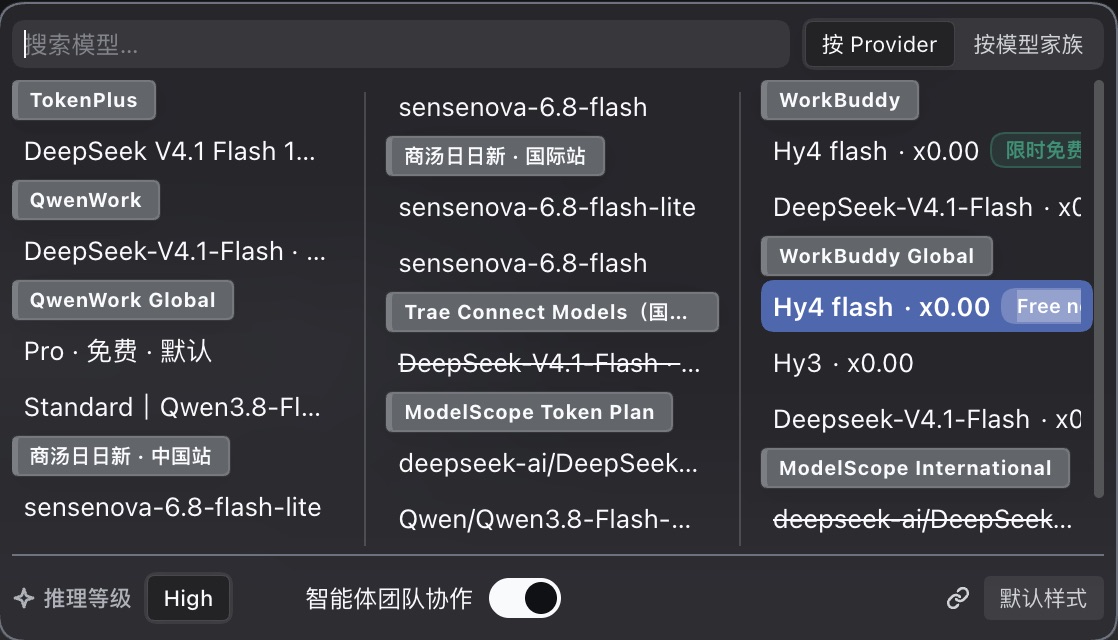 搜索模型...
按 Provider
按模型家族
TokenPlus
DeepSeek V4.1 Flash 1...
QwenWork
DeepSeek-V4.1-Flash · ...
QwenWork Global
Pro · 免费 · 默认
Standard｜Qwen3.8-Fl...
商汤日日新 · 中国站
sensenova-6.8-flash-lite
sensenova-6.8-flash
商汤日日新 · 国际站
sensenova-6.8-flash-lite
sensenova-6.8-flash
Trae Connect Models（国...
DeepSeek-V4.1-Flash · ...
ModelScope Token Plan
deepseek-ai/DeepSeek...
Qwen/Qwen3.8-Flash-...
WorkBuddy
Hy4 flash · x0.00 限时免费
DeepSeek-V4.1-Flash · x0
WorkBuddy Global
Hy4 flash · x0.00 Free n
Hy3 · x0.00
Deepseek-V4.1-Flash · x0
ModelScope International
deepseek-ai/DeepSeek...
推理等级 High
智能体团队协作
默认样式